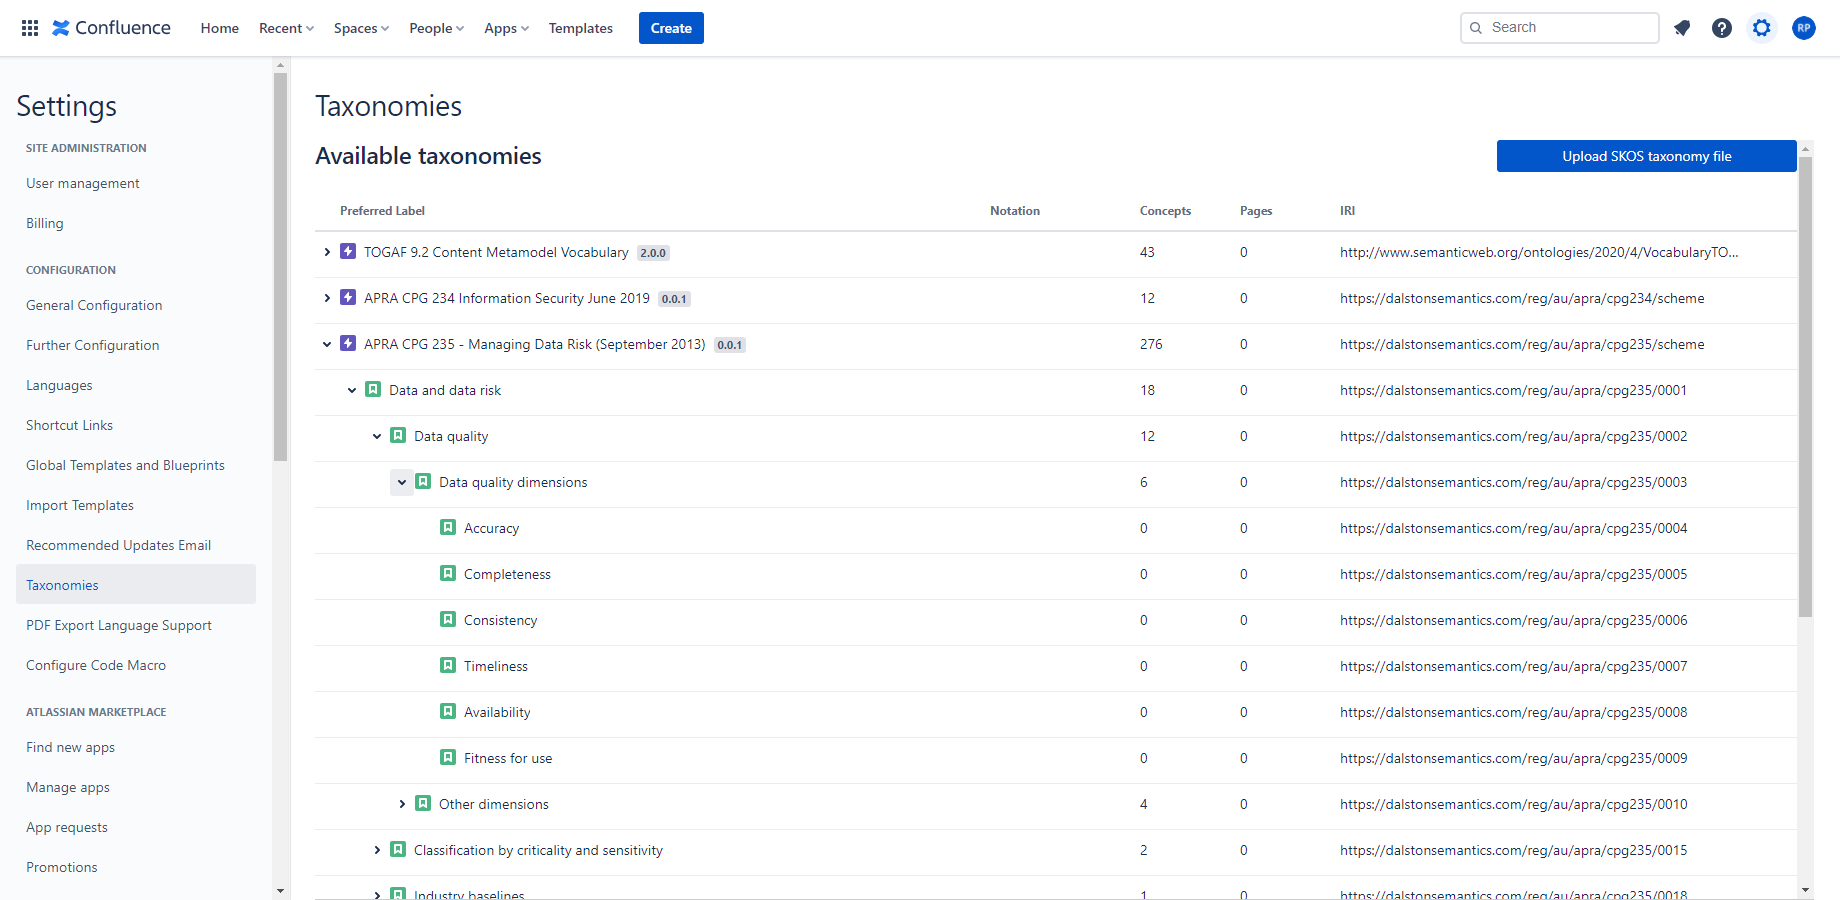 Confluence Home Recent Spaces People Apps Templates Create Search RP
Settings
SITE ADMINISTRATION
User management
Billing
CONFIGURATION
General Configuration
Further Configuration
Languages
Shortcut Links
Global Templates and Blueprints
Import Templates
Recommended Updates Email
Taxonomies
PDF Export Language Support
Configure Code Macro
ATLASSIAN MARKETPLACE
Find new apps
Manage apps
App requests
Promotions
Taxonomies
Available taxonomies Upload SKOS taxonomy file
Preferred Label Notation Concepts Pages IRI
TOGAF 9.2 Content Metamodel Vocabulary 2.0.0 43 0 http://www.semanticweb.org/ontologies/2020/4/VocabularyTO...
APRA CPG 234 Information Security June 2019 0.0.1 12 0 https://dalstonsemantics.com/reg/au/apra/cpg234/scheme
APRA CPG 235 - Managing Data Risk (September 2013) 0.0.1 276 0 https://dalstonsemantics.com/reg/au/apra/cpg235/scheme
Data and data risk 18 0 https://dalstonsemantics.com/reg/au/apra/cpg235/0001
Data quality 12 0 https://dalstonsemantics.com/reg/au/apra/cpg235/0002
Data quality dimensions 6 0 https://dalstonsemantics.com/reg/au/apra/cpg235/0003
Accuracy 0 0 https://dalstonsemantics.com/reg/au/apra/cpg235/0004
Completeness 0 0 https://dalstonsemantics.com/reg/au/apra/cpg235/0005
Consistency 0 0 https://dalstonsemantics.com/reg/au/apra/cpg235/0006
Timeliness 0 0 https://dalstonsemantics.com/reg/au/apra/cpg235/0007
Availability 0 0 https://dalstonsemantics.com/reg/au/apra/cpg235/0008
Fitness for use 0 0 https://dalstonsemantics.com/reg/au/apra/cpg235/0009
Other dimensions 4 0 https://dalstonsemantics.com/reg/au/apra/cpg235/0010
Classification by criticality and sensitivity 2 0 https://dalstonsemantics.com/reg/au/apra/cpg235/0015
Industry baselines 1 0 https://dalstonsemantics.com/reg/au/apra/cpg235/0018